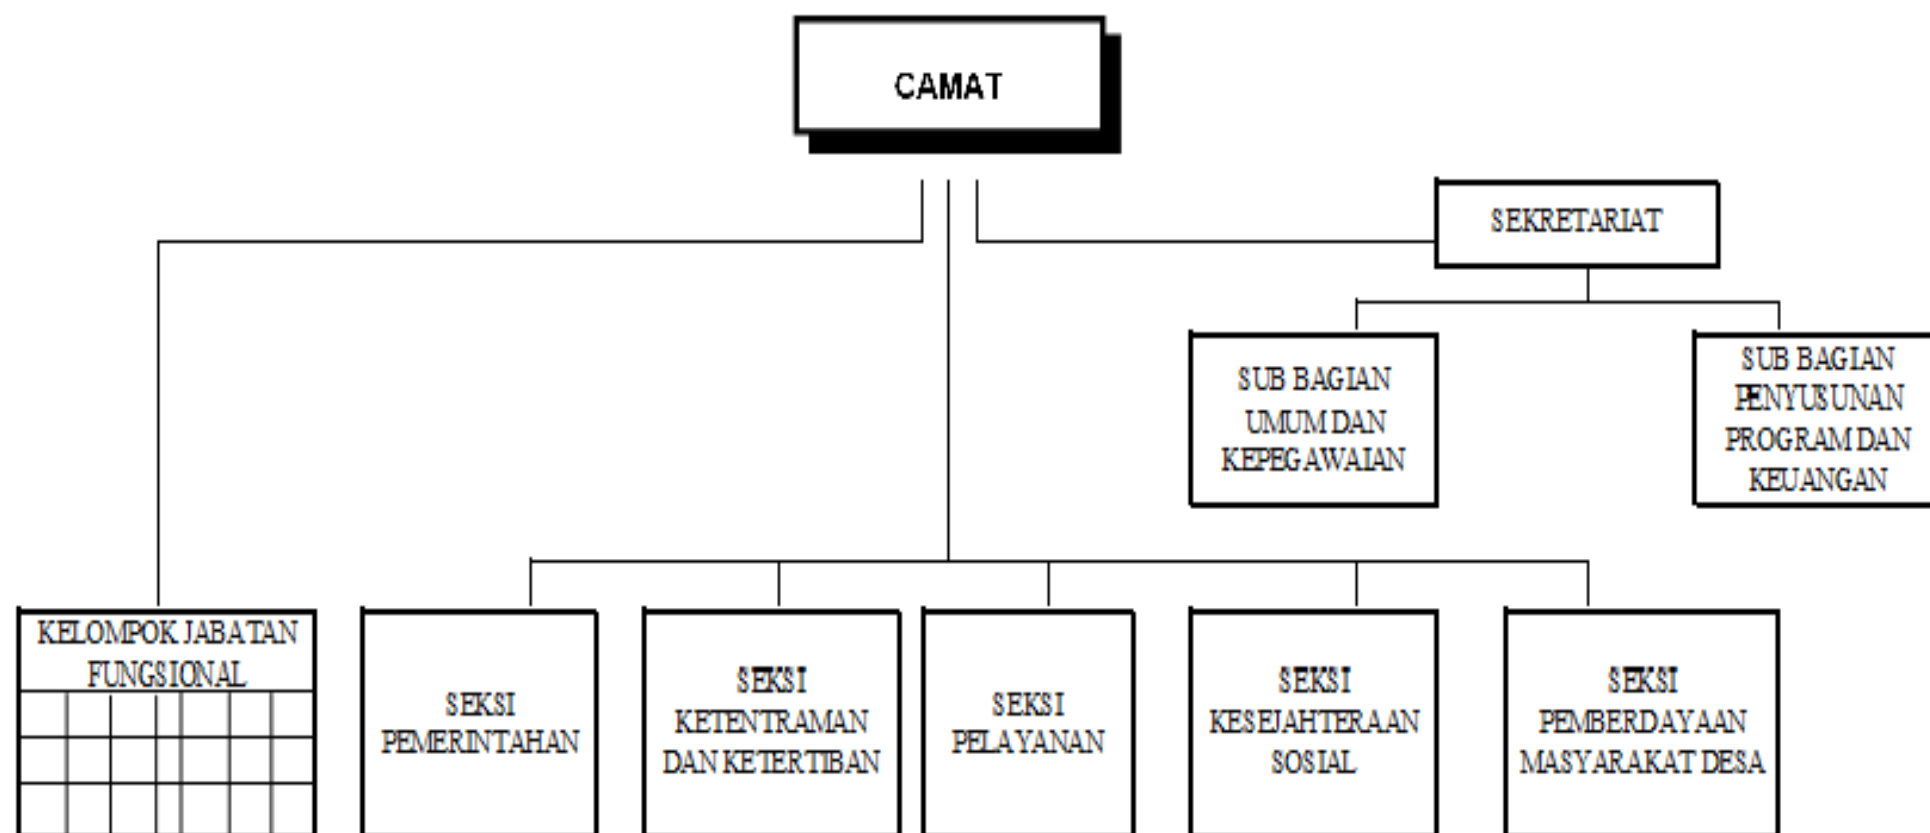 CAMAT
SEKRETARIAT
SUB BAGIAN
UMUM DAN
KEPEGAWAIAN
SUB BAGIAN
PENYUSUNAN
PROGRAM DAN
KEUANGAN
KELOMPOK JABATAN
FUNGSIONAL
SEKSI
PEMERINTAHAN
SEKSI
KETENTRAMAN
DAN KETERTIBAN
SEKSI
PELAYANAN
SEKSI
KESEJAHTERAAN
SOSIAL
SEKSI
PEMBERDAYAAN
MASYARAKAT DESA